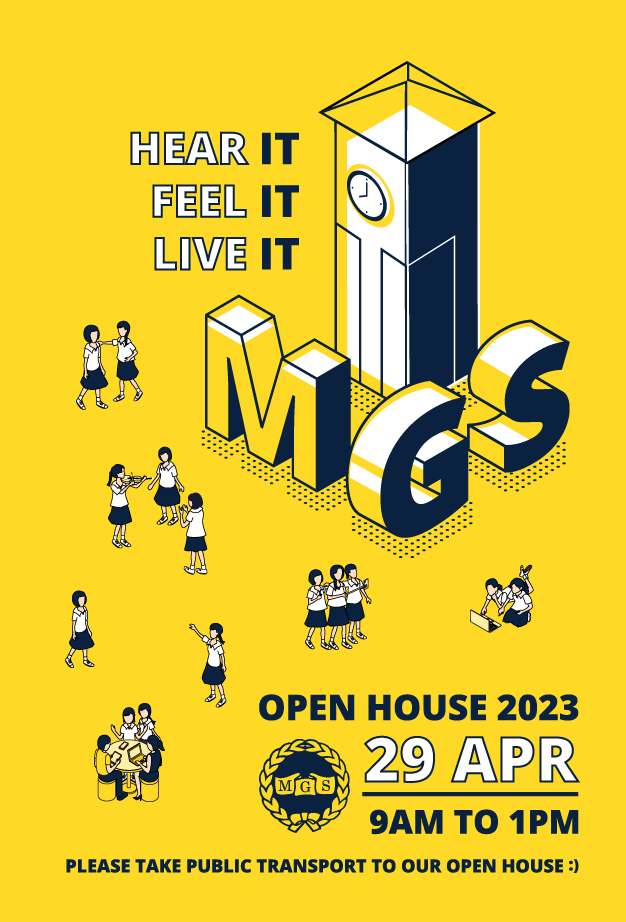 HEAR IT
FEEL IT
LIVE IT
MGS
OPEN HOUSE 2023
29 APR
MGS
9AM TO 1PM
PLEASE TAKE PUBLIC TRANSPORT TO OUR OPEN HOUSE :)